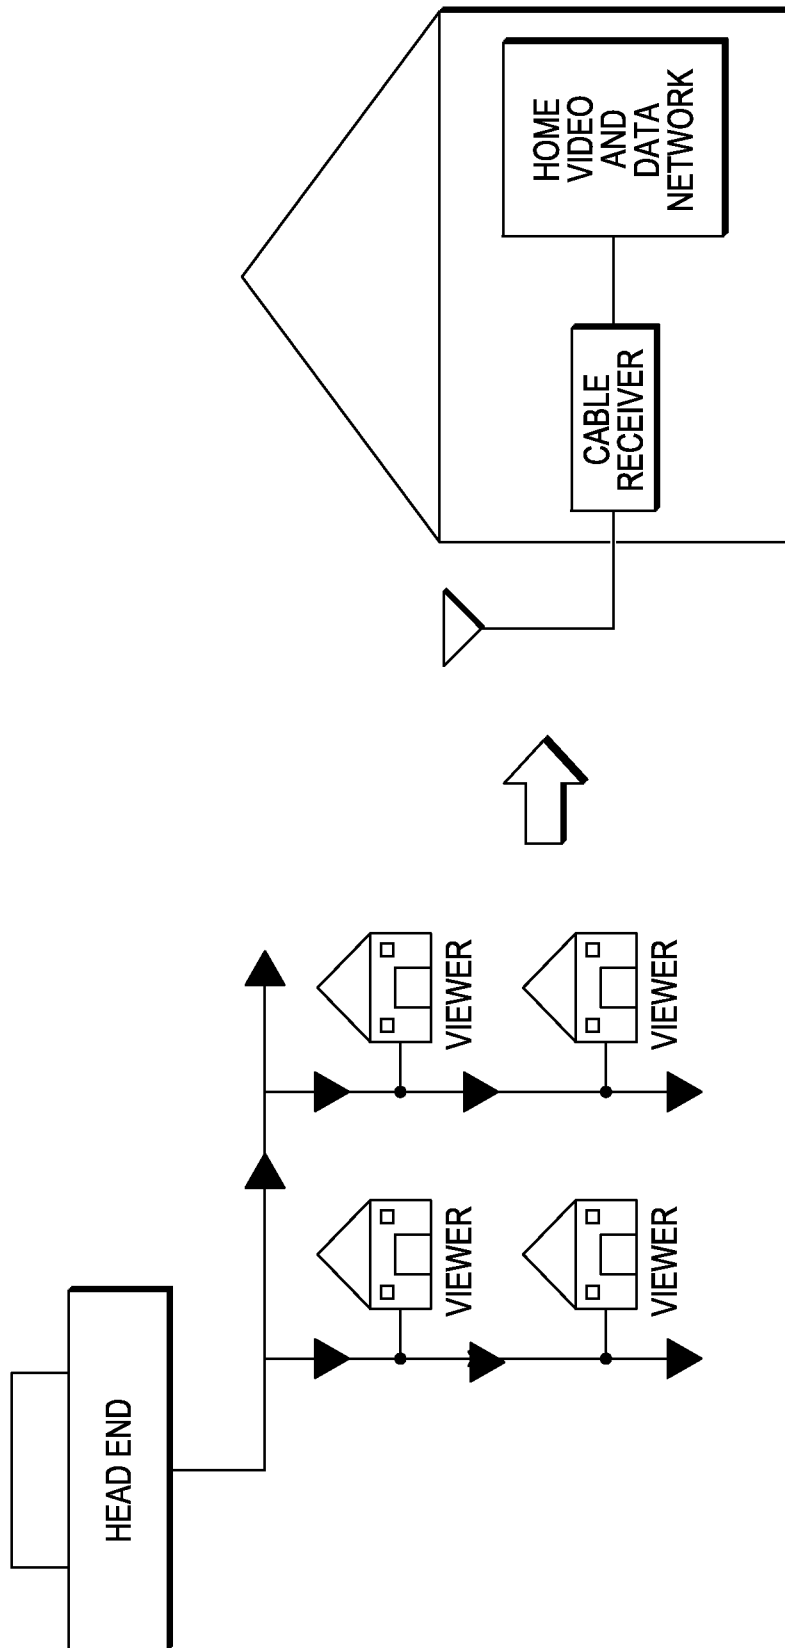 HEAD END
VIEWER
VIEWER
VIEWER
VIEWER
CABLE
RECEIVER
HOME
VIDEO
AND
DATA
NETWORK